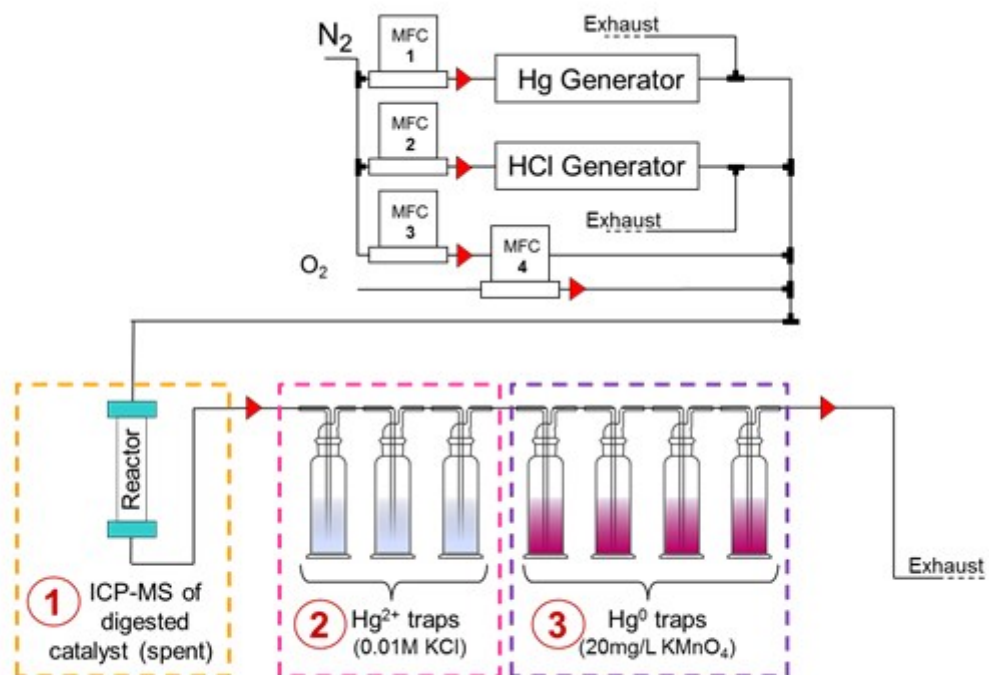 Exhaust
N2
MFC
1
Hg Generator
MFC
2
HCl Generator
MFC
3
Exhaust
MFC
4
O2
Reactor
1
ICP-MS of
digested
catalyst (spent)
2
Hg2+ traps
(0.01M KCl)
3
Hg0 traps
(20mg/L KMnO4)
Exhaust